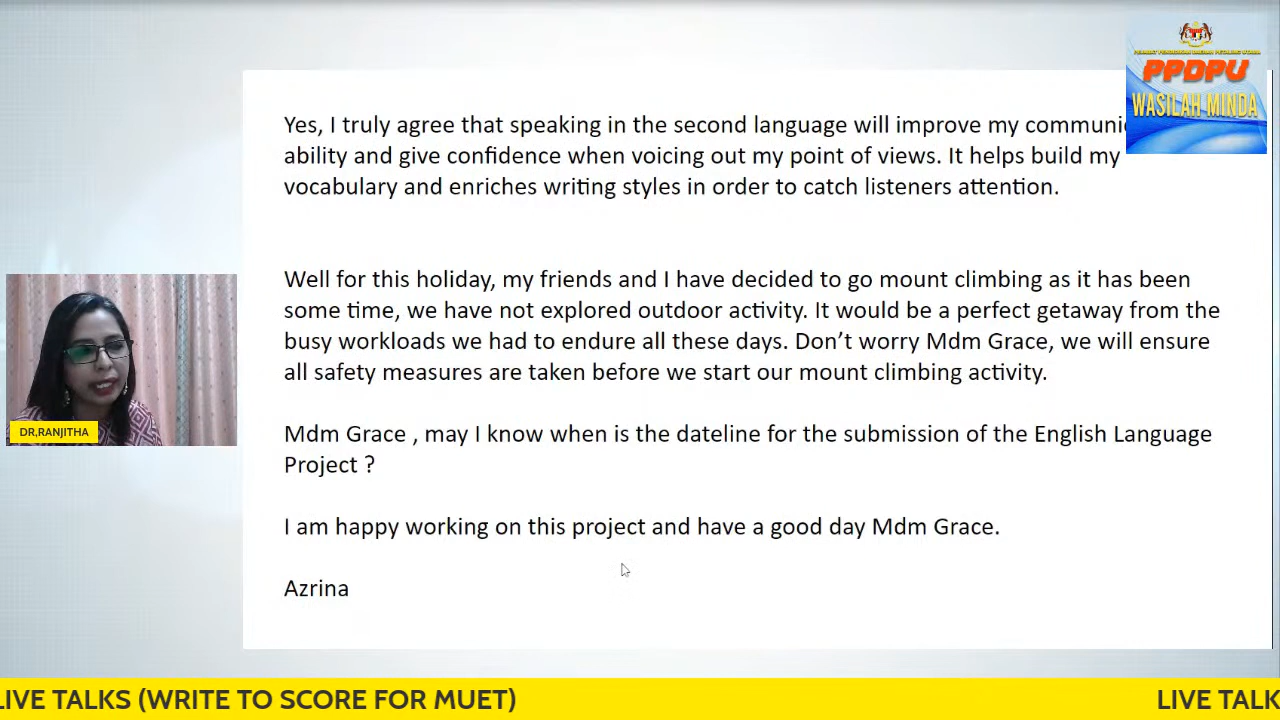 PPDPU
WASILAH MINDA
Yes, I truly agree that speaking in the second language will improve my
ability and give confidence when voicing out my point of views. It helps build my
vocabulary and enriches writing styles in order to catch listeners attention.
Well for this holiday, my friends and I have decided to go mount climbing as it has been
some time, we have not explored outdoor activity. It would be a perfect getaway from the
busy workloads we had to endure all these days. Don’t worry Mdm Grace, we will ensure
all safety measures are taken before we start our mount climbing activity.
Mdm Grace , may I know when is the dateline for the submission of the English Language
Project ?
I am happy working on this project and have a good day Mdm Grace.
Azrina
DR,RANJITHA
LIVE TALKS (WRITE TO SCORE FOR MUET)
LIVE TALK